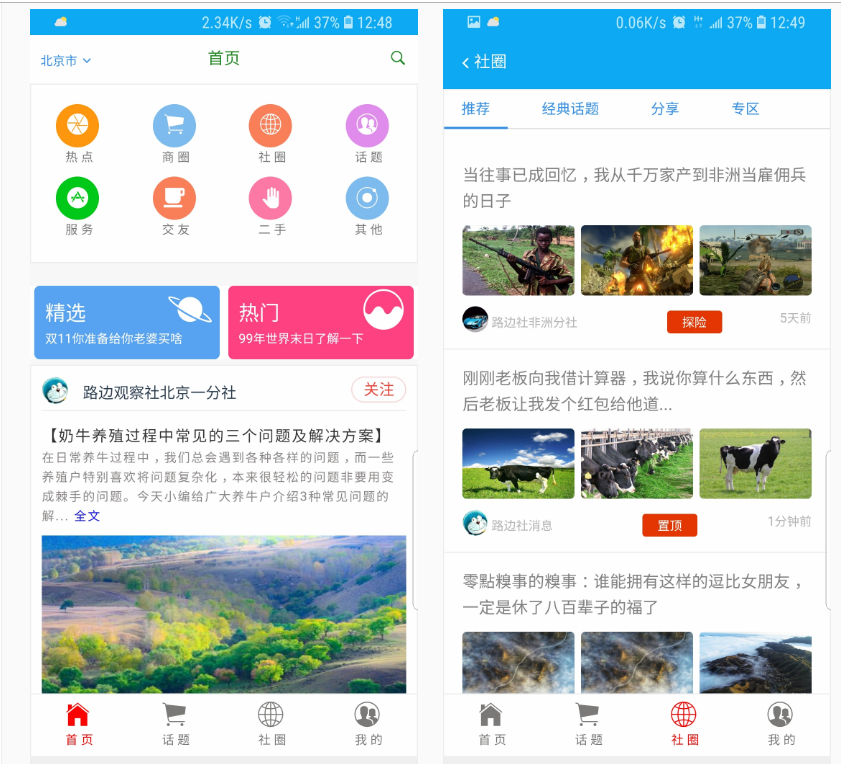 2.34K/s 37% 12:48
北京市
首页
热点
商圈
社圈
话题
服务
交友
二手
其他
精选
双11你准备给你老婆买啥
热门
99年世界末日了解一下
路边观察社北京一分社
关注
【奶牛养殖过程中常见的三个问题及解决方案】
在日常养牛过程中，我们总会遇到各种各样的问题，而一些
养殖户特别喜欢将问题复杂化，本来很轻松的问题非要用变
成棘手的问题。今天小编给广大养牛户介绍3种常见问题的
解... 全文
首页
话题
社圈
我的
0.06K/s 37% 12:49
社圈
推荐
经典话题
分享
专区
当往事已成回忆，我从千万家产到非洲当雇佣兵
的日子
路边社非洲分社
探险
5天前
刚刚老板向我借计算器，我说你算什么东西，然
后老板让我发个红包给他道...
路边社消息
置顶
1分钟前
零點糗事的糗事：谁能拥有这样的逗比女朋友，
一定是休了八百辈子的福了
首页
话题
社圈
我的